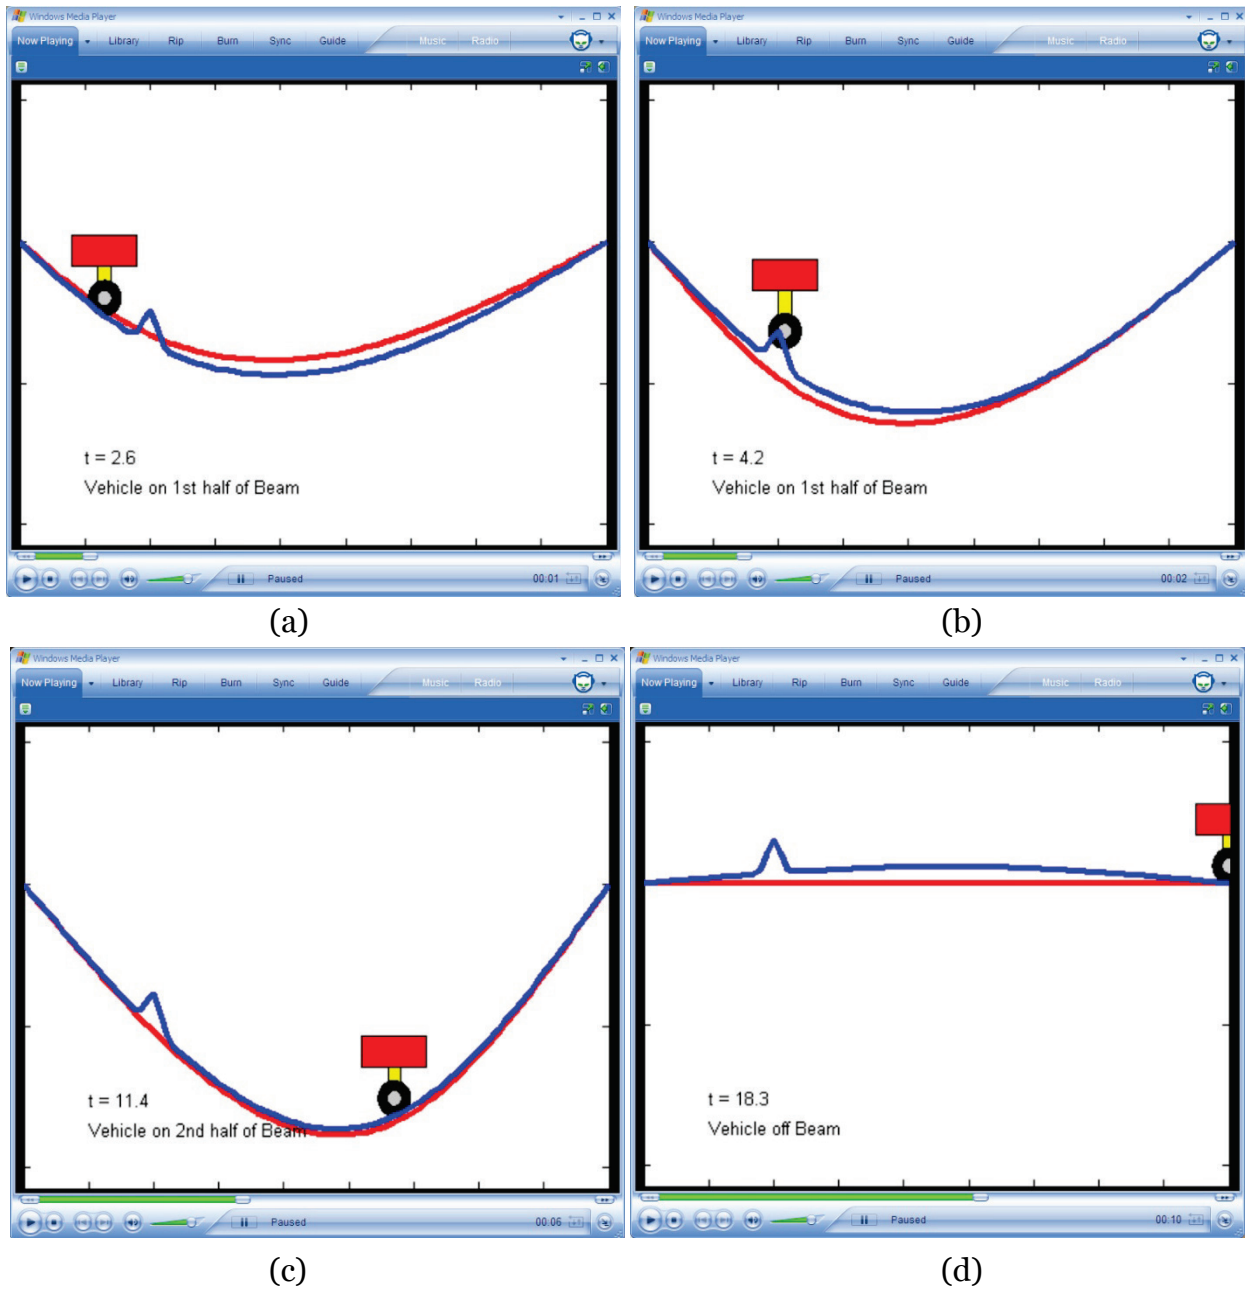 Windows Media Player
Now Playing Library Rip Burn Sync Guide Music Radio
t = 2.6
Vehicle on 1st half of Beam
Paused 00:01
(a)
Windows Media Player
Now Playing Library Rip Burn Sync Guide Music Radio
t = 4.2
Vehicle on 1st half of Beam
Paused 00:02
(b)
Windows Media Player
Now Playing Library Rip Burn Sync Guide Music Radio
t = 11.4
Vehicle on 2nd half of Beam
Paused 00:06
(c)
Windows Media Player
Now Playing Library Rip Burn Sync Guide Music Radio
t = 18.3
Vehicle off Beam
Paused 00:10
(d)